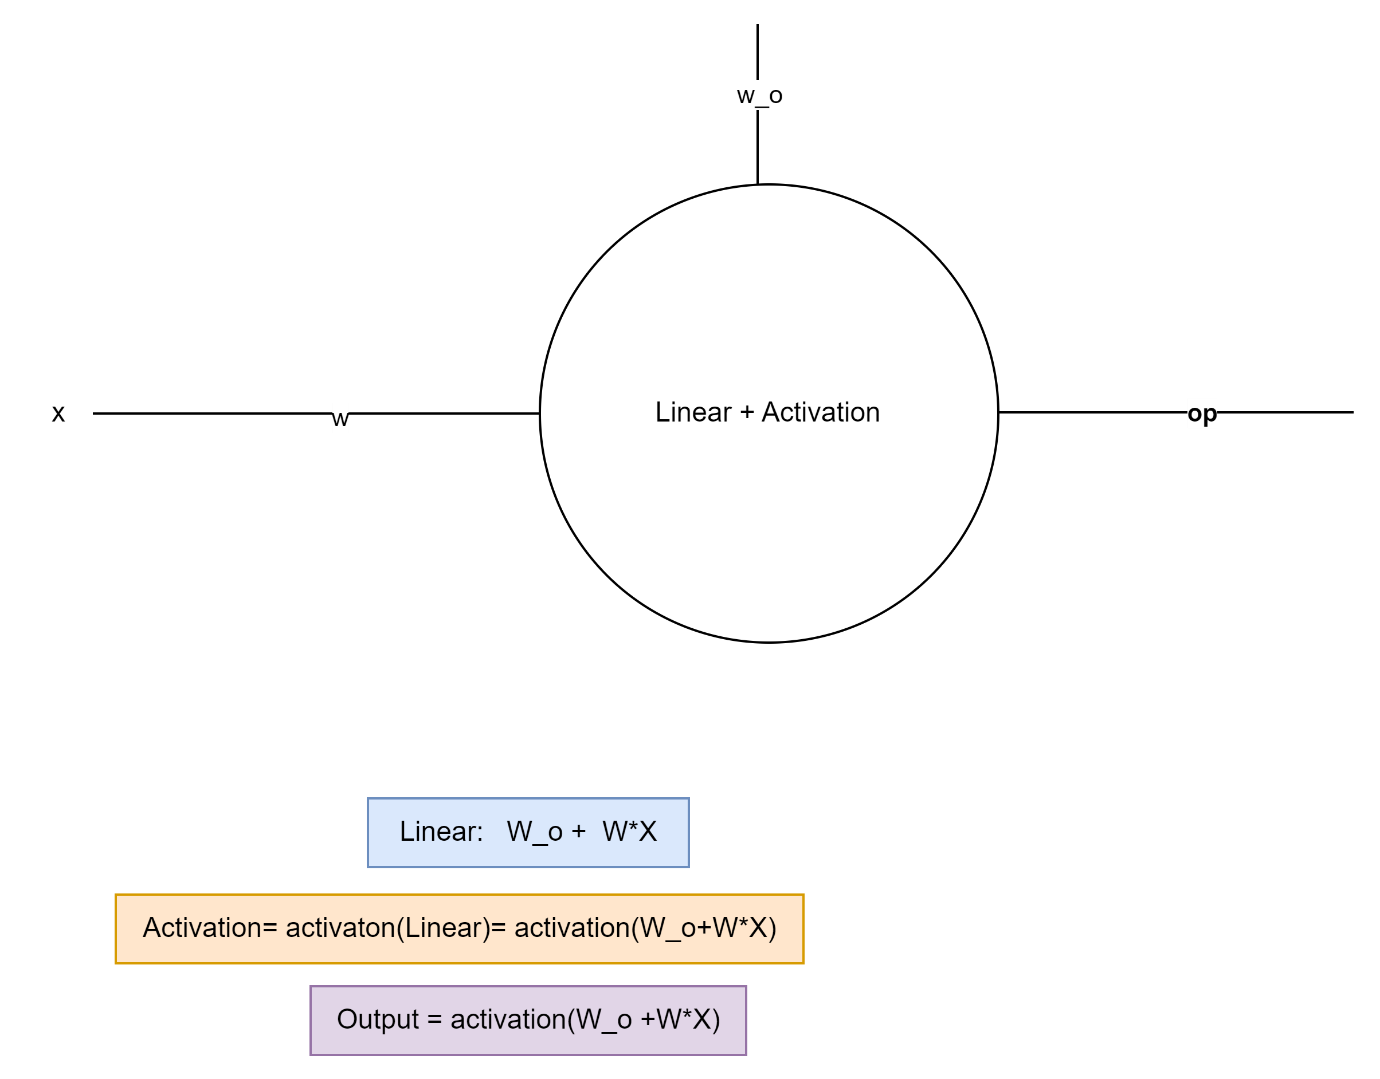 w_o
x
w
Linear + Activation
op
Linear: W_o + W*X
Activation= activaton(Linear)= activation(W_o+W*X)
Output = activation(W_o +W*X)